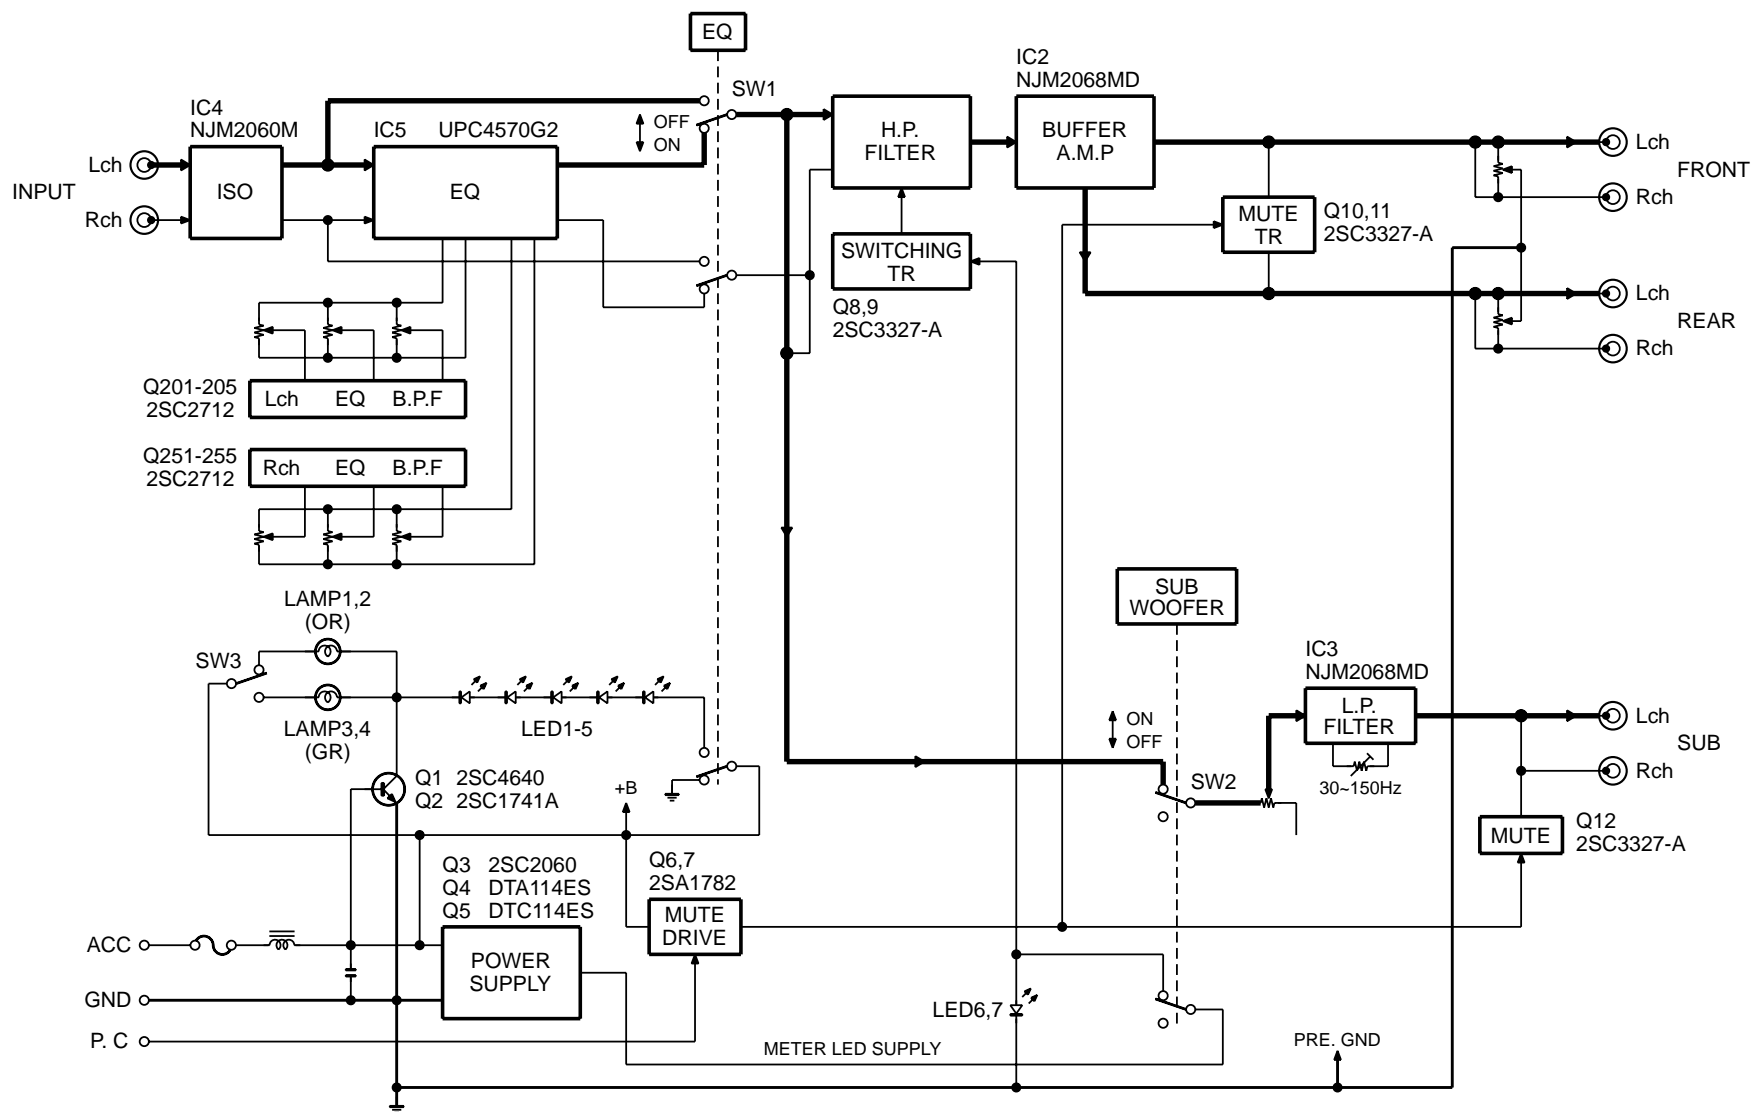 EQ
SW1
OFF
ON
IC4
NJM2060M
IC5 UPC4570G2
ISO
EQ
INPUT
Lch
Rch
H.P.
FILTER
IC2
NJM2068MD
BUFFER
A.M.P
Lch
FRONT
Rch
SWITCHING
TR
Q8,9
2SC3327-A
MUTE
TR
Q10,11
2SC3327-A
Lch
REAR
Rch
Q201-205
2SC2712
Lch EQ B.P.F
Q251-255
2SC2712
Rch EQ B.P.F
LAMP1,2
(OR)
SW3
LAMP3,4
(GR)
LED1-5
Q1 2SC4640
Q2 2SC1741A
+B
SUB
WOOFER
ON
OFF
SW2
IC3
NJM2068MD
L.P.
FILTER
30~150Hz
Lch
SUB
Rch
MUTE
Q12
2SC3327-A
Q3 2SC2060
Q4 DTA114ES
Q5 DTC114ES
Q6,7
2SA1782
MUTE
DRIVE
POWER
SUPPLY
ACC
GND
P. C
LED6,7
METER LED SUPPLY
PRE. GND